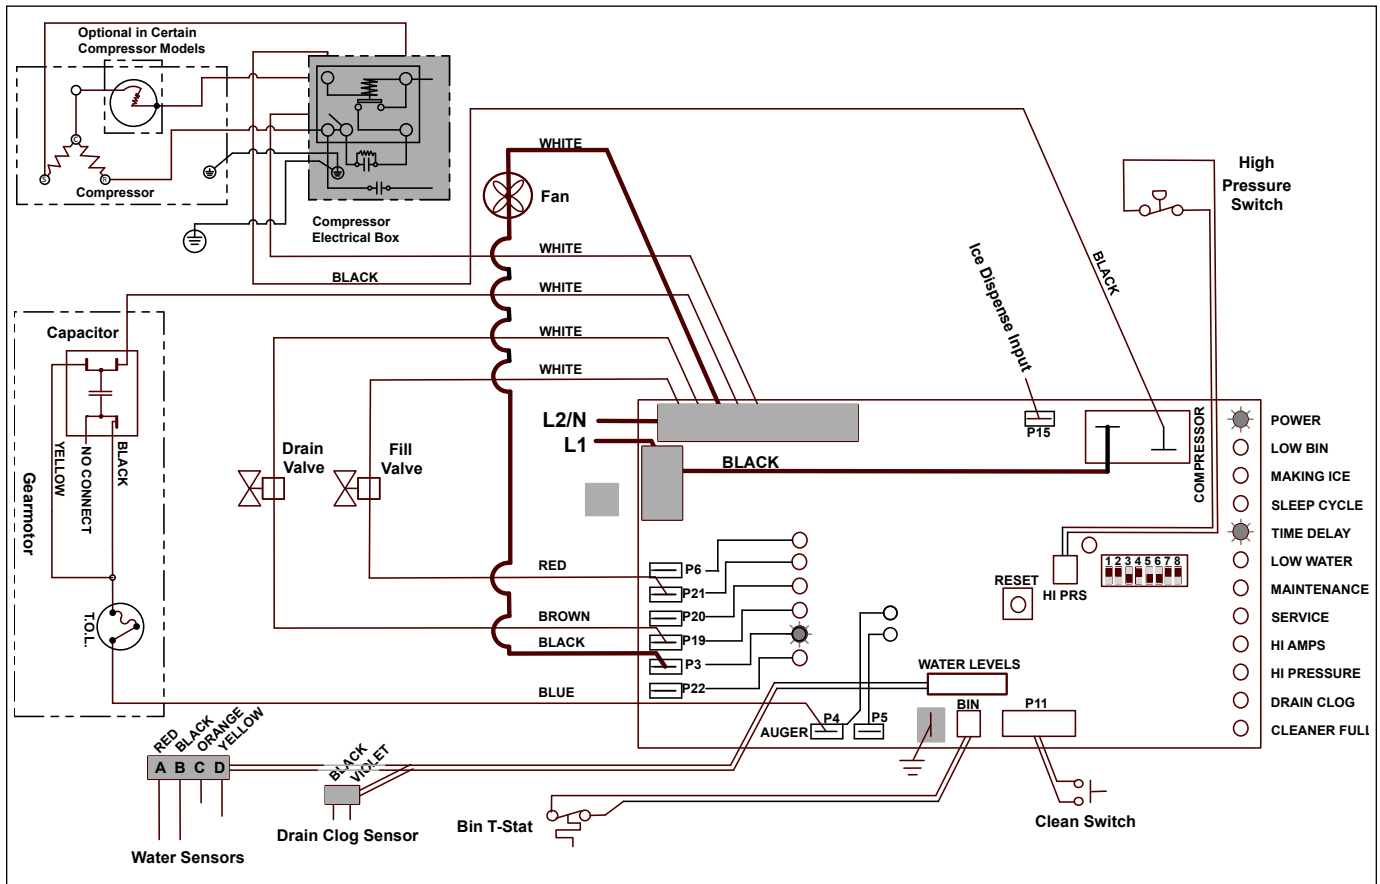 Optional in Certain
Compressor Models
C
S
R
Compressor
Compressor
Electrical Box
WHITE
Fan
WHITE
BLACK
WHITE
WHITE
WHITE
High
Pressure
Switch
BLACK
Ice Dispense Input
Capacitor
YELLOW
NO CONNECT
BLACK
Gearmotor
T.O.L.
Drain
Valve
Fill
Valve
L2/N
L1
BLACK
P15
COMPRESSOR
POWER
LOW BIN
MAKING ICE
SLEEP CYCLE
TIME DELAY
LOW WATER
MAINTENANCE
SERVICE
HI AMPS
HI PRESSURE
DRAIN CLOG
CLEANER FULL
1 2 3 4 5 6 7 8
HI PRS
RESET
RED
BROWN
BLACK
BLUE
P6
P21
P20
P19
P3
P22
WATER LEVELS
AUGER
P4
P5
BIN
P11
RED
BLACK
ORANGE
YELLOW
A B C D
Water Sensors
BLACK
VIOLET
Drain Clog Sensor
Bin T-Stat
Clean Switch